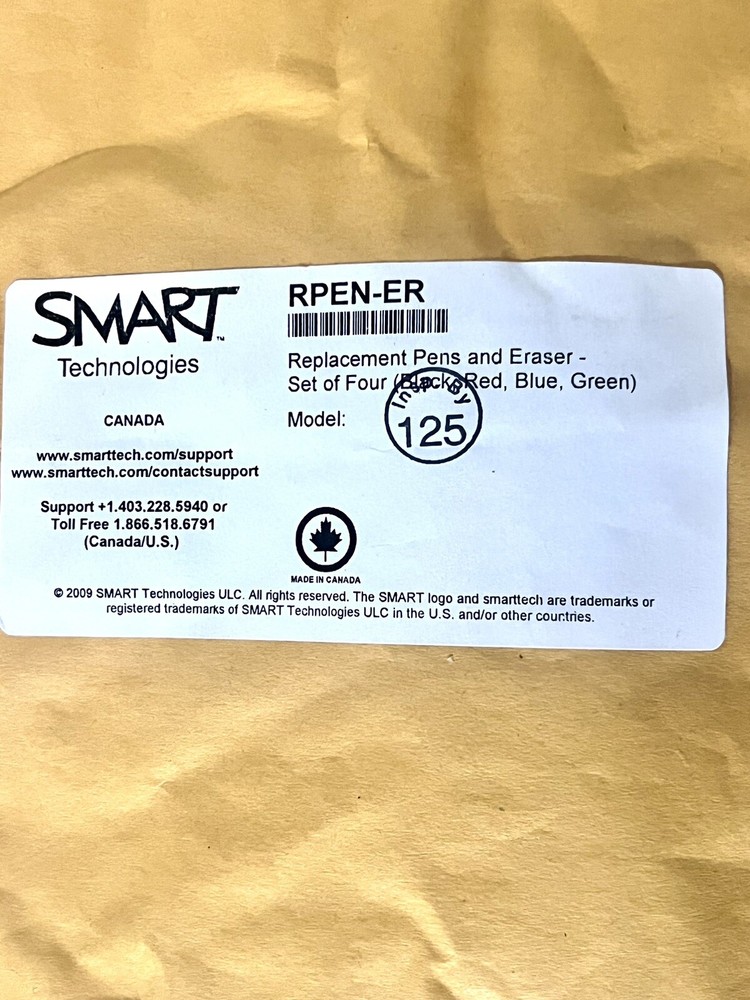 SMART™
Technologies
CANADA
www.smarttech.com/support
www.smarttech.com/contactsupport
Support +1.403.228.5940 or
Toll Free 1.866.518.6791
(Canada/U.S.)
RPEN-ER
Replacement Pens and Eraser -
Set of Four (Black, Red, Blue, Green)
Model:
Insp. By
125
MADE IN CANADA
© 2009 SMART Technologies ULC. All rights reserved. The SMART logo and smarttech are trademarks or
registered trademarks of SMART Technologies ULC in the U.S. and/or other countries.